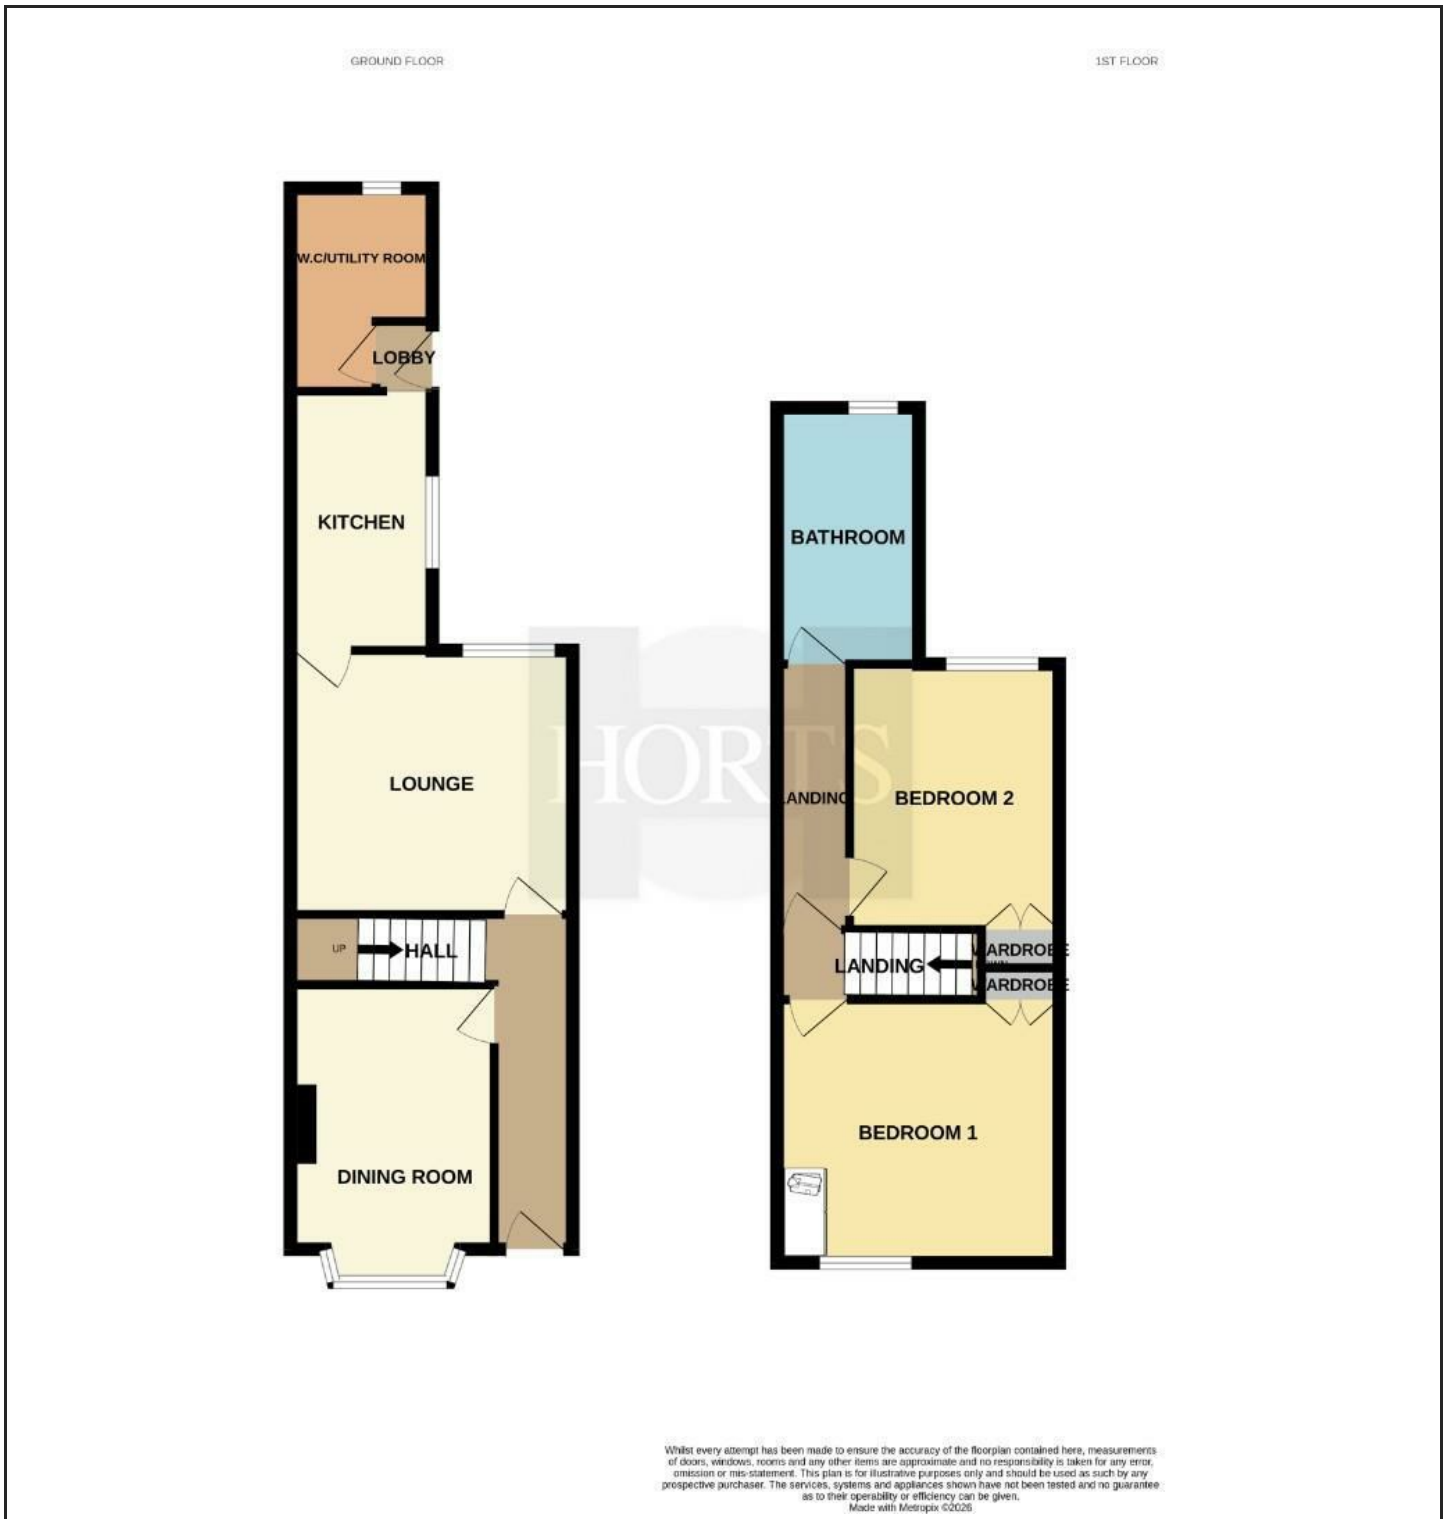 GROUND FLOOR
1ST FLOOR
W.C/UTILITY ROOM
LOBBY
KITCHEN
LOUNGE
UP
HALL
DINING ROOM
BATHROOM
LANDING
BEDROOM 2
WARDROBE
LANDING
WARDROBE
BEDROOM 1
HORTS
Whilst every attempt has been made to ensure the accuracy of the floorplan contained here, measurements
of doors, windows, rooms and any other items are approximate and no responsibility is taken for any error,
omission or mis-statement. This plan is for illustrative purposes only and should be used as such by any
prospective purchaser. The services, systems and appliances shown have not been tested and no guarantee
as to their operability or efficiency can be given.
Made with Metropix ©2026